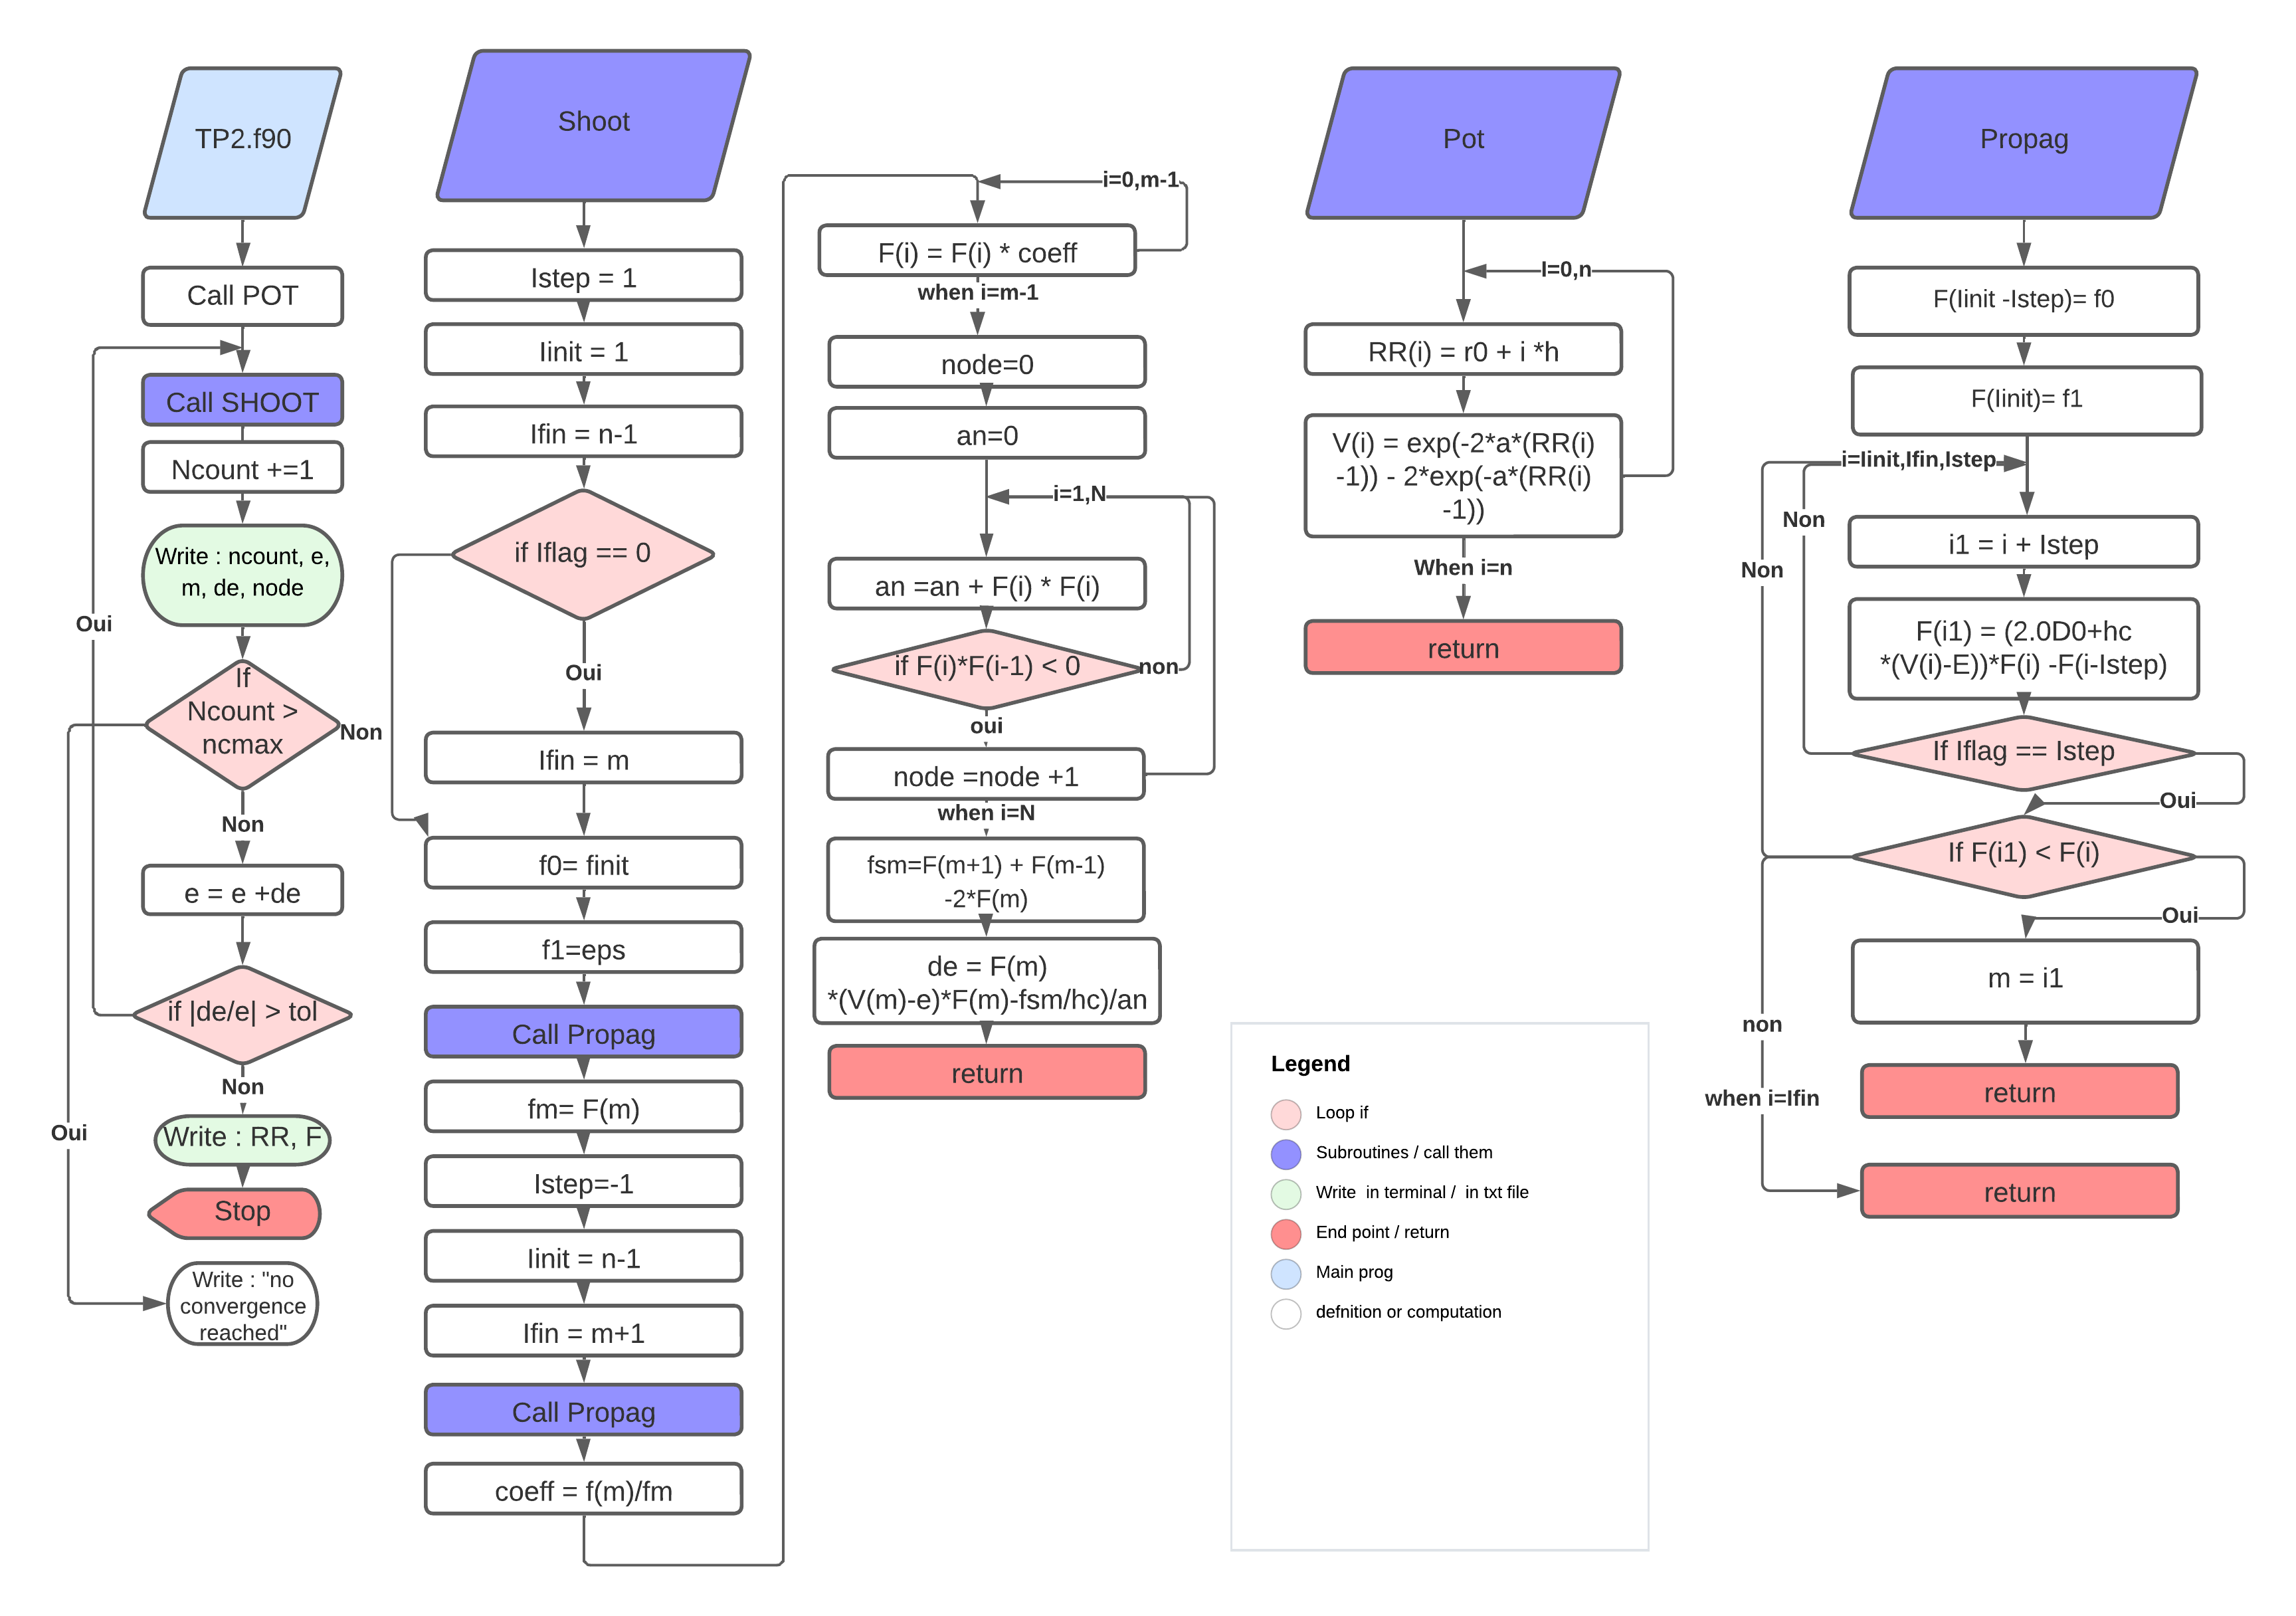 TP2.f90
Call POT
Call SHOOT
Ncount +=1
Write : ncount, e,
m, de, node
Oui
If
Ncount >
ncmax
Non
e = e +de
if |de/e| > tol
Non
Oui
Write : RR, F
Stop
Write : "no
convergence
reached"
Shoot
Istep = 1
Iinit = 1
Ifin = n-1
if Iflag == 0
Non
Oui
Ifin = m
f0= finit
f1=eps
Call Propag
fm= F(m)
Istep=-1
Iinit = n-1
Ifin = m+1
Call Propag
coeff = f(m)/fm
i=0,m-1
F(i) = F(i) * coeff
when i=m-1
node=0
an=0
i=1,N
an =an + F(i) * F(i)
if F(i)*F(i-1) < 0
non
oui
node =node +1
when i=N
fsm=F(m+1) + F(m-1)
-2*F(m)
de = F(m)
*(V(m)-e)*F(m)-fsm/hc)/an
return
Pot
I=0,n
RR(i) = r0 + i *h
V(i) = exp(-2*a*(RR(i)
-1)) - 2*exp(-a*(RR(i)
-1))
When i=n
return
Legend
Loop if
Subroutines / call them
Write  in terminal /  in txt file
End point / return
Main prog
defnition or computation
Propag
F(Iinit -Istep)= f0
F(Iinit)= f1
i=Iinit,Ifin,Istep
Non
Non
i1 = i + Istep
F(i1) = (2.0D0+hc
*(V(i)-E))*F(i) -F(i-Istep)
If Iflag == Istep
Oui
If F(i1) < F(i)
Oui
m = i1
non
return
when i=Ifin
return